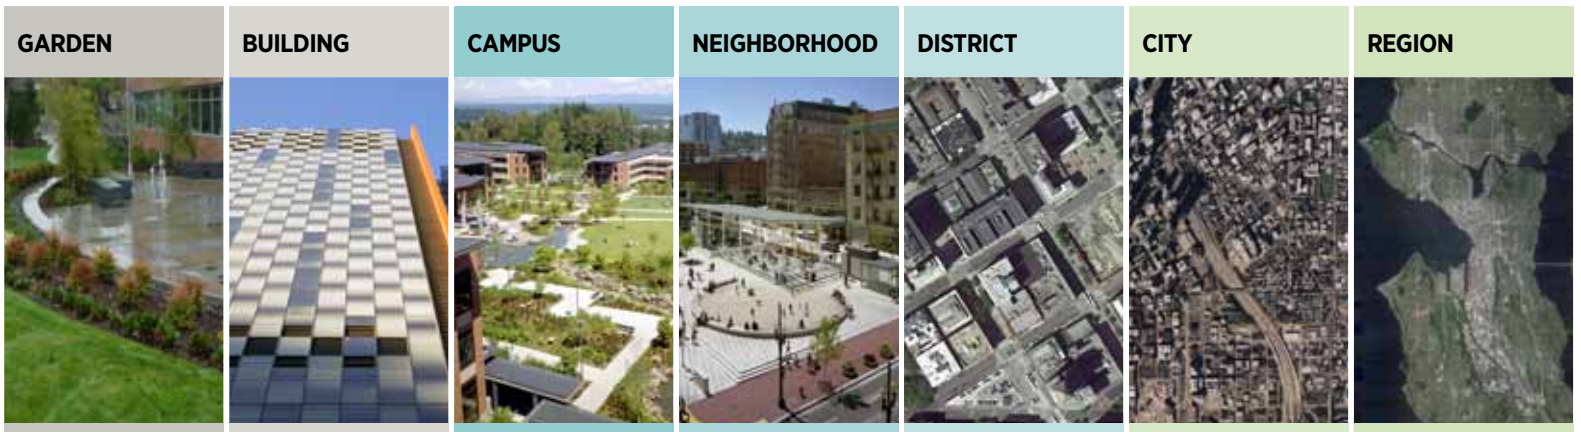 GARDEN
BUILDING
CAMPUS
NEIGHBORHOOD
DISTRICT
CITY
REGION